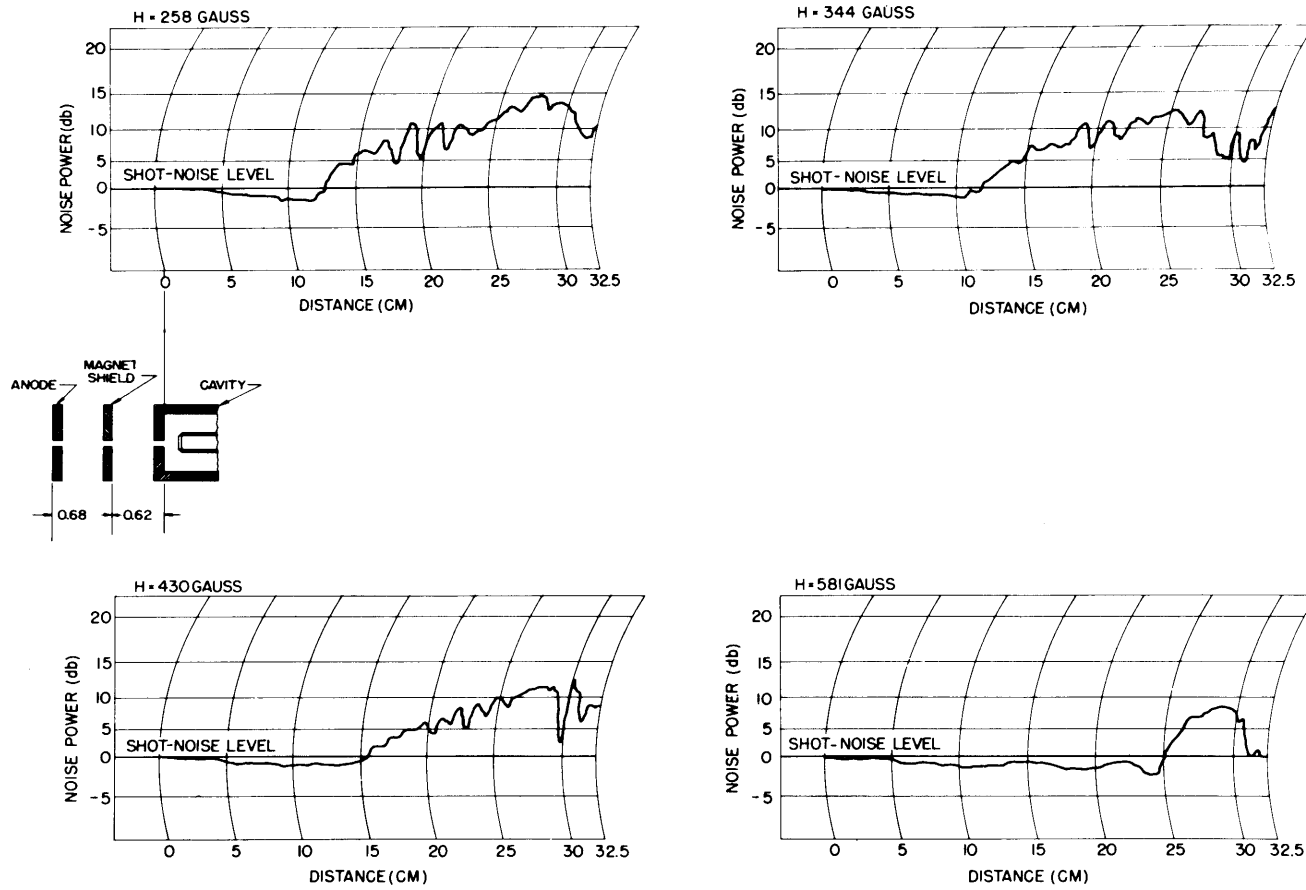 H = 258 GAUSS
NOISE POWER (db)
20
15
10
5
SHOT-NOISE LEVEL
0
-5
0 5 10 15 20 25 30 32.5
DISTANCE (CM)
H = 344 GAUSS
NOISE POWER (db)
20
15
10
5
SHOT-NOISE LEVEL
0
-5
0 5 10 15 20 25 30 32.5
DISTANCE (CM)
ANODE
MAGNET
SHIELD
CAVITY
0.68 0.62
H = 430 GAUSS
NOISE POWER (db)
20
15
10
5
SHOT-NOISE LEVEL
0
-5
0 5 10 15 20 25 30 32.5
DISTANCE (CM)
H = 581 GAUSS
NOISE POWER (db)
20
15
10
5
SHOT-NOISE LEVEL
0
-5
0 5 10 15 20 25 30 32.5
DISTANCE (CM)